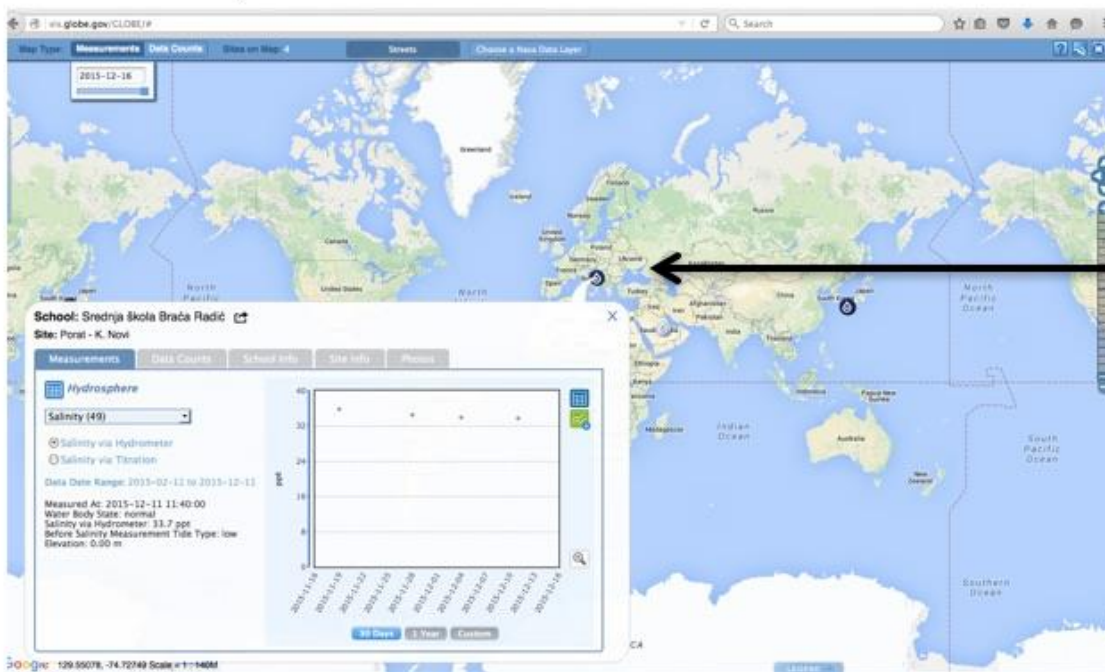 vis.globe.gov/CLOBE/#
Search
Map Type: Measurements Data Counts Sites on Map: 4 Streets Choose a Nasa Data Layer
2015-12-16
Greenland
Iceland
Finland
Norway
Russia
United Kingdom
Poland
Germany
Ukraine
France
Spain
Turkey
Iraq
Iran
Afghanistan
Pakistan
Saudi
India
China
Japan
Thailand
Ethiopia
Kenya
Madagascar
Indonesia
Papua New Guinea
Australia
New Zealand
Canada
United States
North Pacific
North
Indian Ocean
North Pacific Ocean
South Pacific Ocean
Southern Ocean
School: Srednja škola Braća Radić
Site: Porat - K. Novi
X
Measurements Data Counts School Info Site Info Photos
Hydrosphere
Salinity (49)
Salinity via Hydrometer
Salinity via Titration
Data Date Range: 2015-02-11 to 2015-12-11
Measured At: 2015-12-11 11:40:00
Water Body State: normal
Salinity via Hydrometer: 33.7 ppt
Before Salinity Measurement Tide Type: low
Elevation: 0.00 m
40
32
24
16
8
0
ppt
2015-11-16
2015-11-19
2015-11-22
2015-11-25
2015-11-28
2015-12-01
2015-12-04
2015-12-07
2015-12-10
2015-12-13
2015-12-16
30 Days 1 Year Custom
Google 129.55078, -74.72749 Scale = 1 : 140M